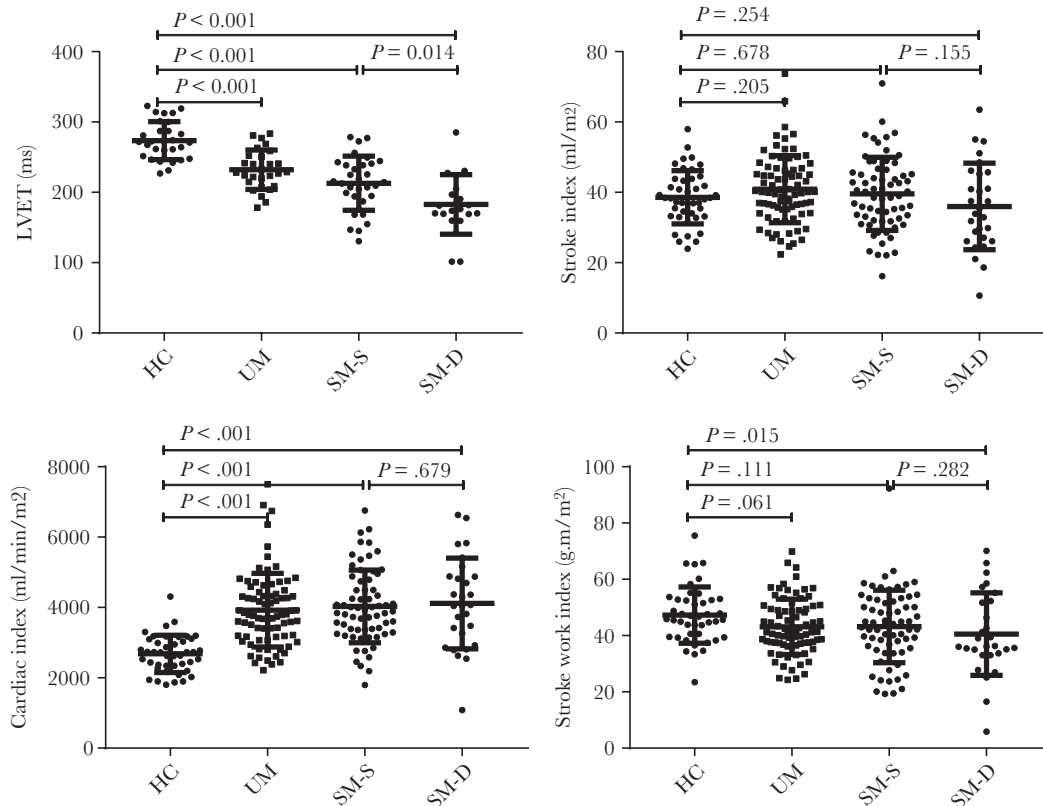 P < 0.001
P < 0.001
P = 0.014
P < 0.001
LVET (ms)
400
300
200
100
0
HC
UM
SM-S
SM-D
P = .254
P = .678
P = .155
P = .205
Stroke index (ml/m2)
80
60
40
20
0
HC
UM
SM-S
SM-D
P < .001
P < .001
P = .679
P < .001
Cardiac index (ml/min/m2)
8000
6000
4000
2000
0
HC
UM
SM-S
SM-D
P = .015
P = .111
P = .282
P = .061
Stroke work index (g.m/m²)
100
80
60
40
20
0
HC
UM
SM-S
SM-D